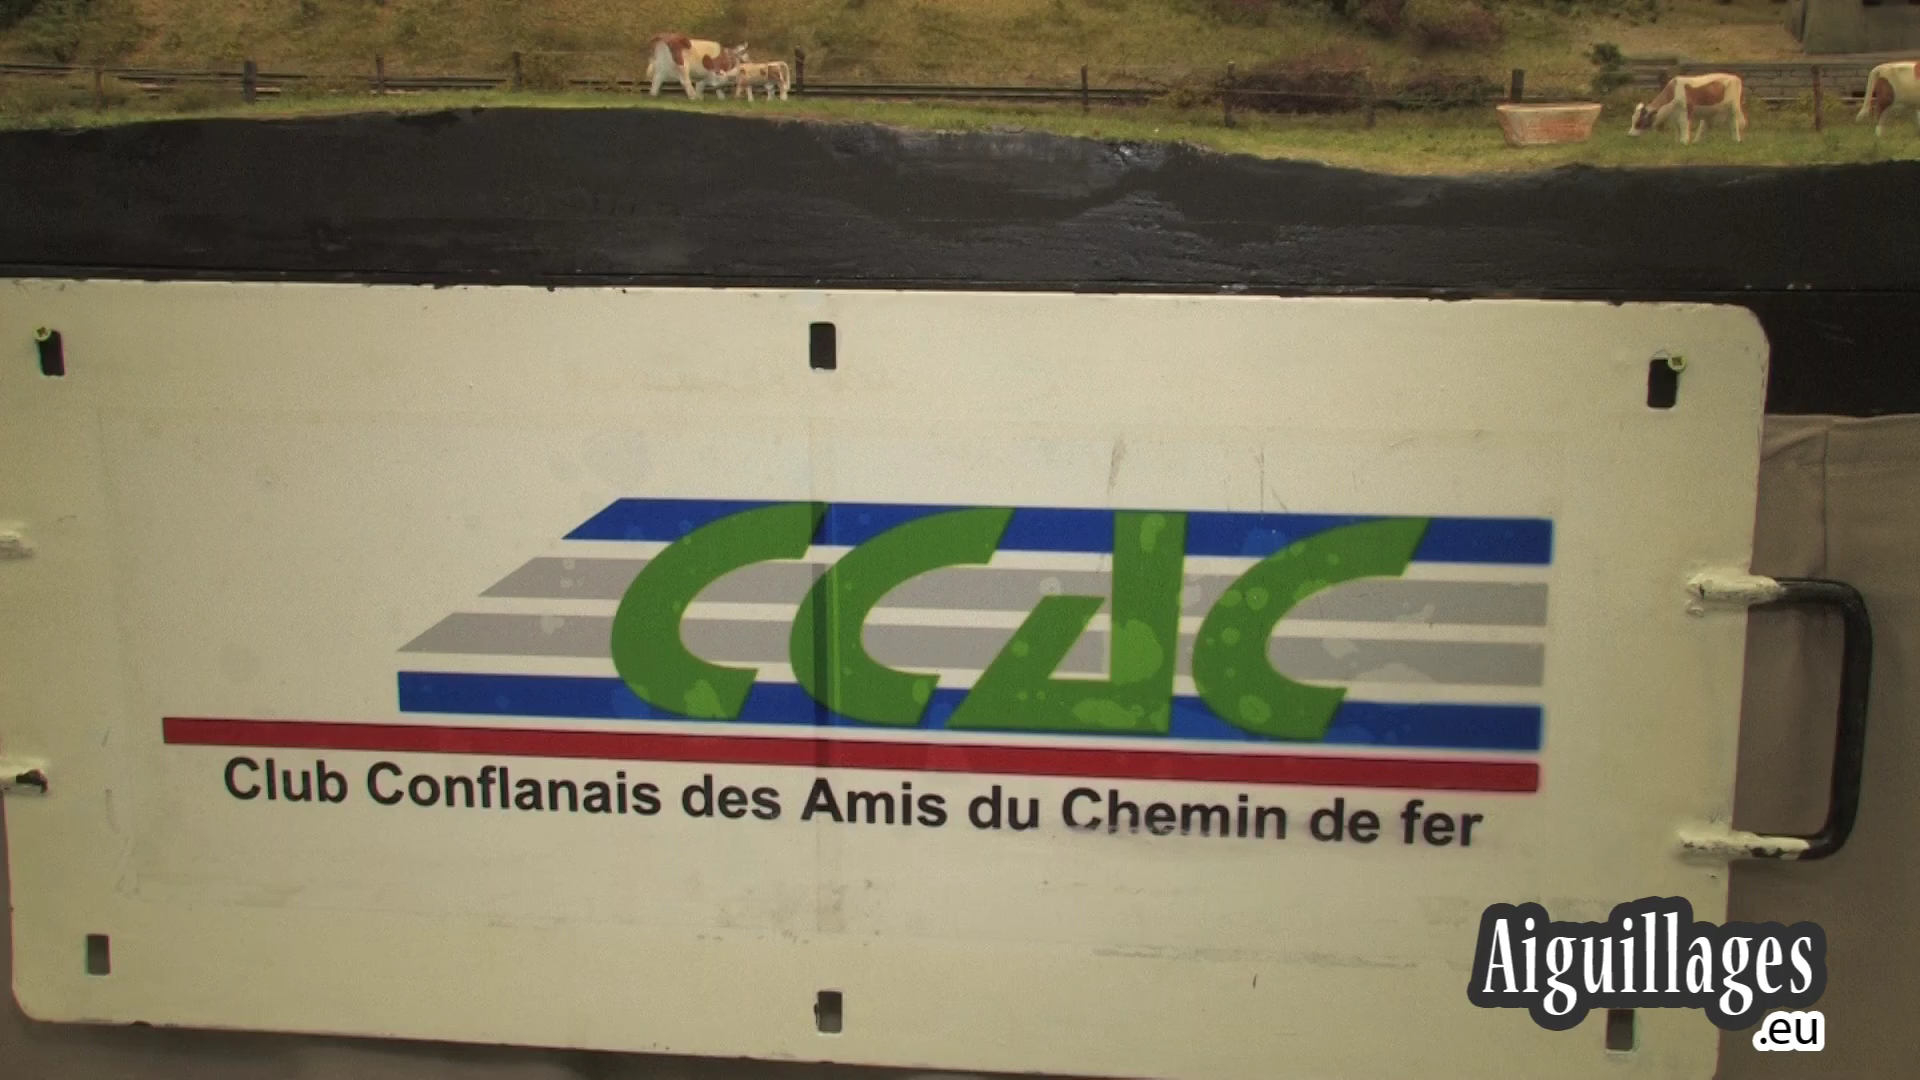 CCAC
Club Conflanais des Amis du Chemin de fer
Aiguillages
.eu